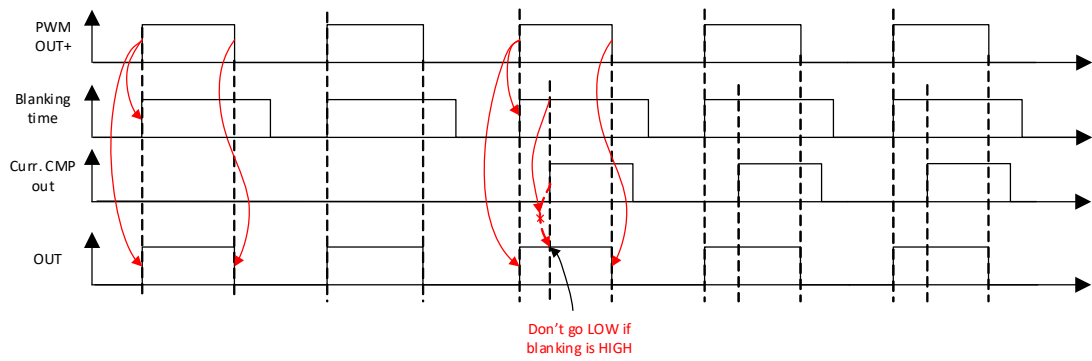 PWM
OUT+
Blanking
time
Curr. CMP
out
OUT
Don't go LOW if
blanking is HIGH